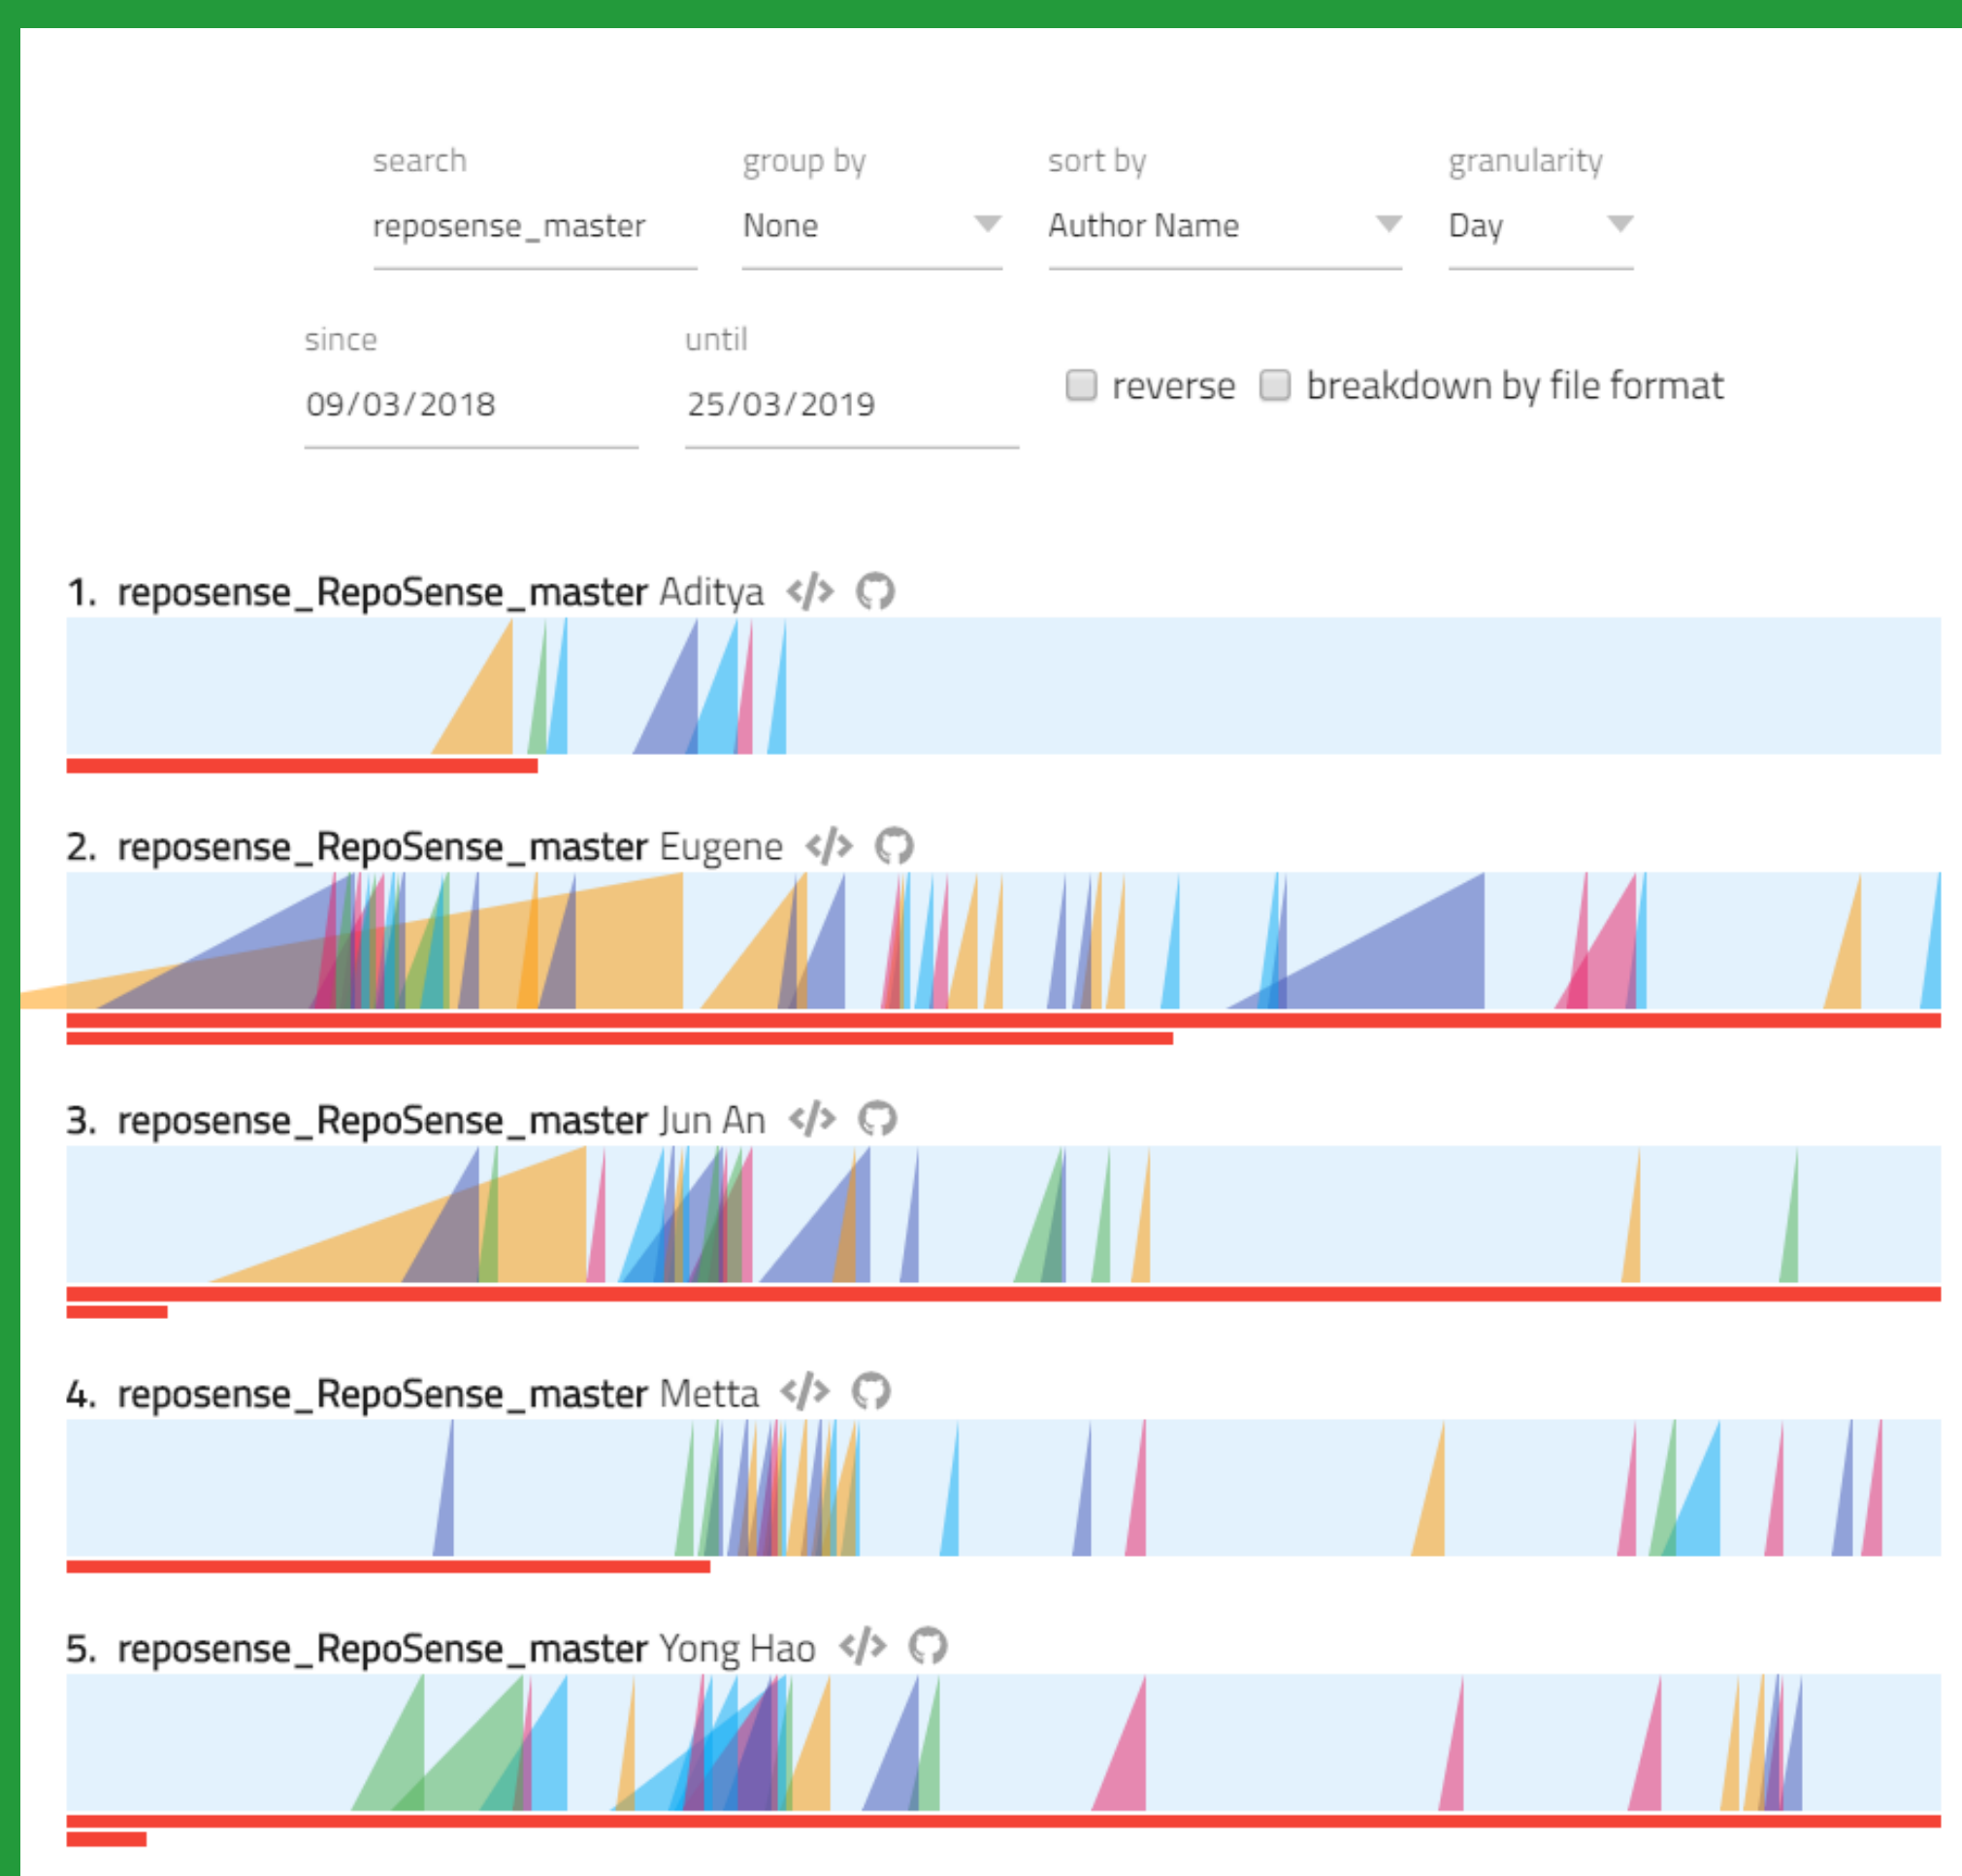 search group by sort by granularity
reposense_master None Author Name Day
since until
09/03/2018 25/03/2019 reverse breakdown by file format
1. reposense_RepoSense_master Aditya </>
2. reposense_RepoSense_master Eugene </>
3. reposense_RepoSense_master Jun An </>
4. reposense_RepoSense_master Metta </>
5. reposense_RepoSense_master Yong Hao </>